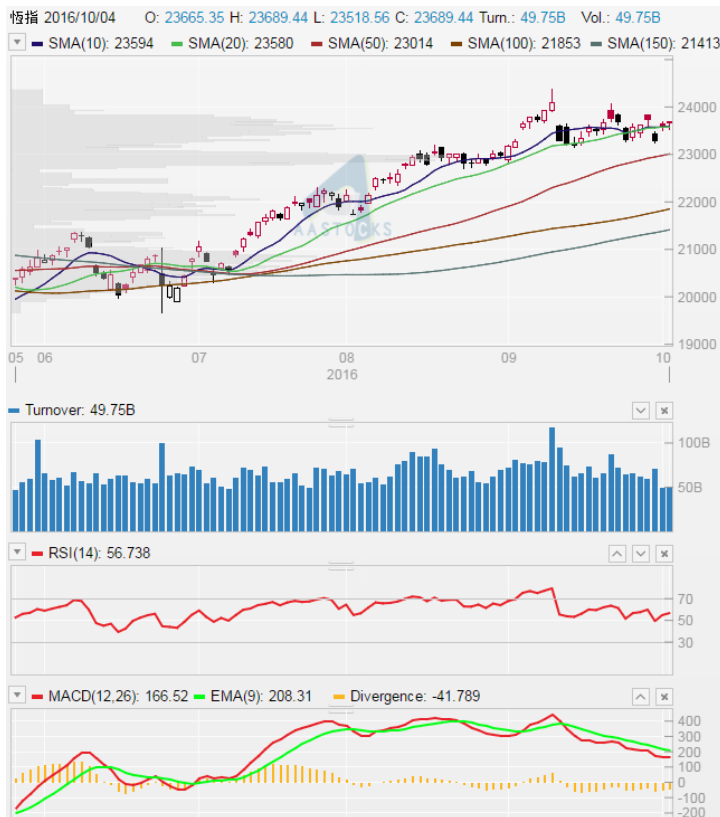 恆指 2016/10/04 O: 23665.35 H: 23689.44 L: 23518.56 C: 23689.44 Turn.: 49.75B Vol.: 49.75B
SMA(10): 23594 SMA(20): 23580 SMA(50): 23014 SMA(100): 21853 SMA(150): 21413
24000
23000
22000
AASTOCKS
21000
20000
19000
05 06 07 08 09 10
2016
Turnover: 49.75B
100B
50B
RSI(14): 56.738
70
50
30
MACD(12,26): 166.52 EMA(9): 208.31 Divergence: -41.789
400
300
200
100
0
-100
-200